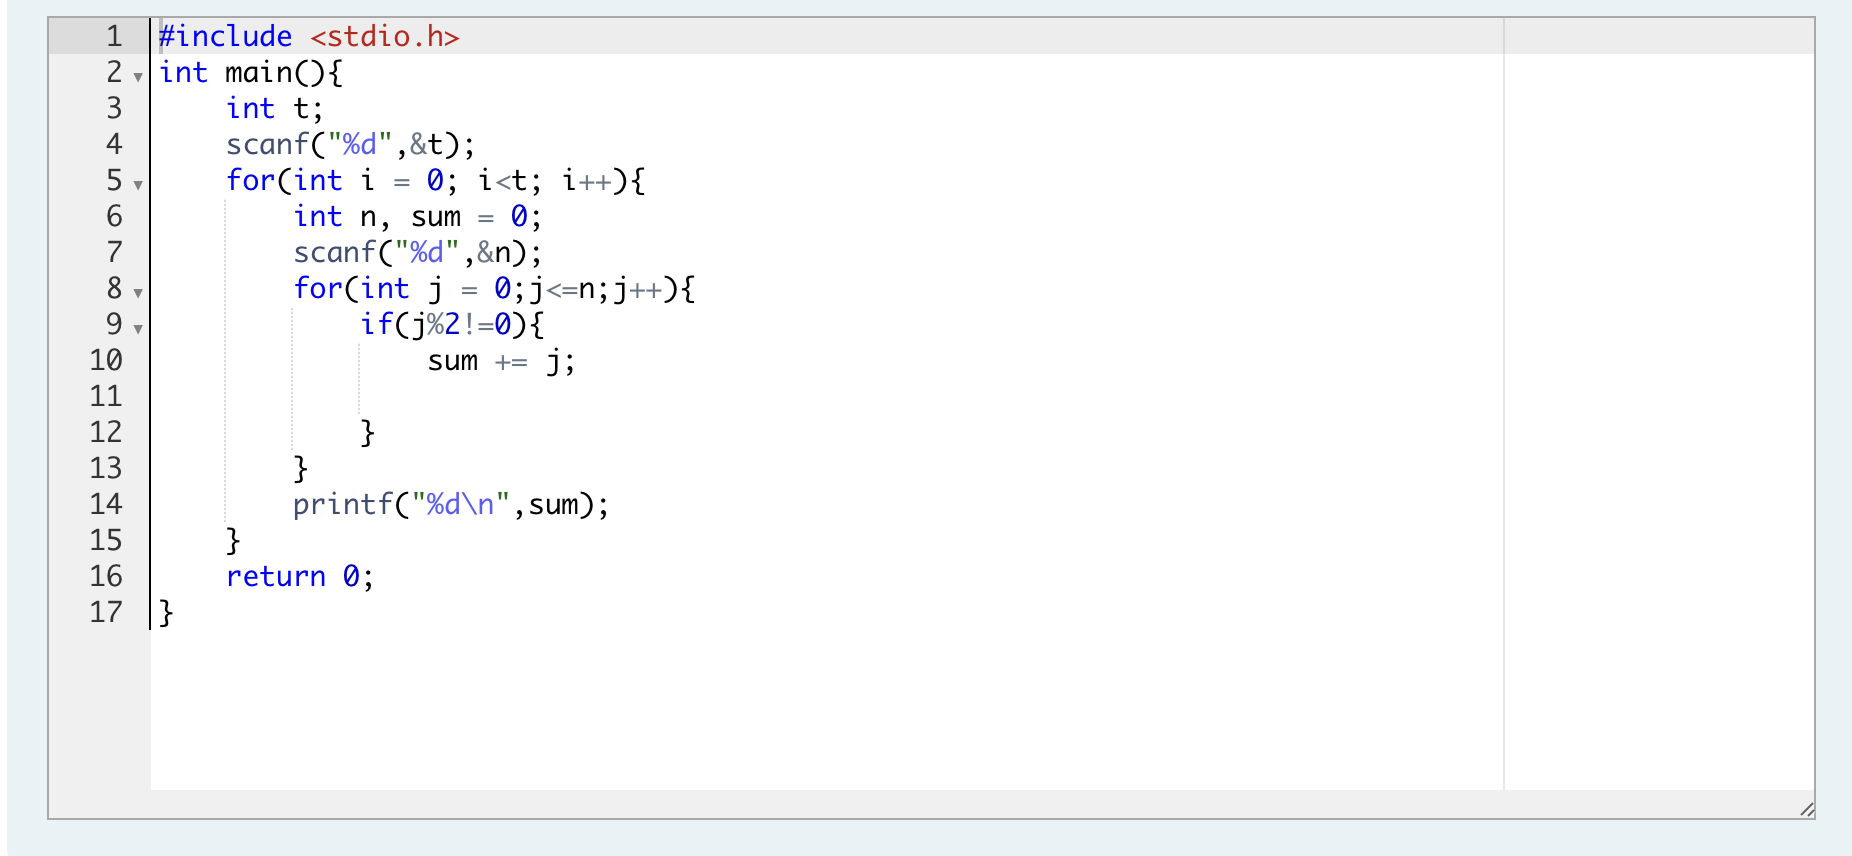 1 #include <stdio.h>
2 int main(){
3     int t;
4     scanf("%d",&t);
5     for(int i = 0; i<t; i++){
6         int n, sum = 0;
7         scanf("%d",&n);
8         for(int j = 0;j<=n;j++){
9             if(j%2!=0){
10                 sum += j;
11
12             }
13         }
14         printf("%d\n",sum);
15     }
16     return 0;
17 }